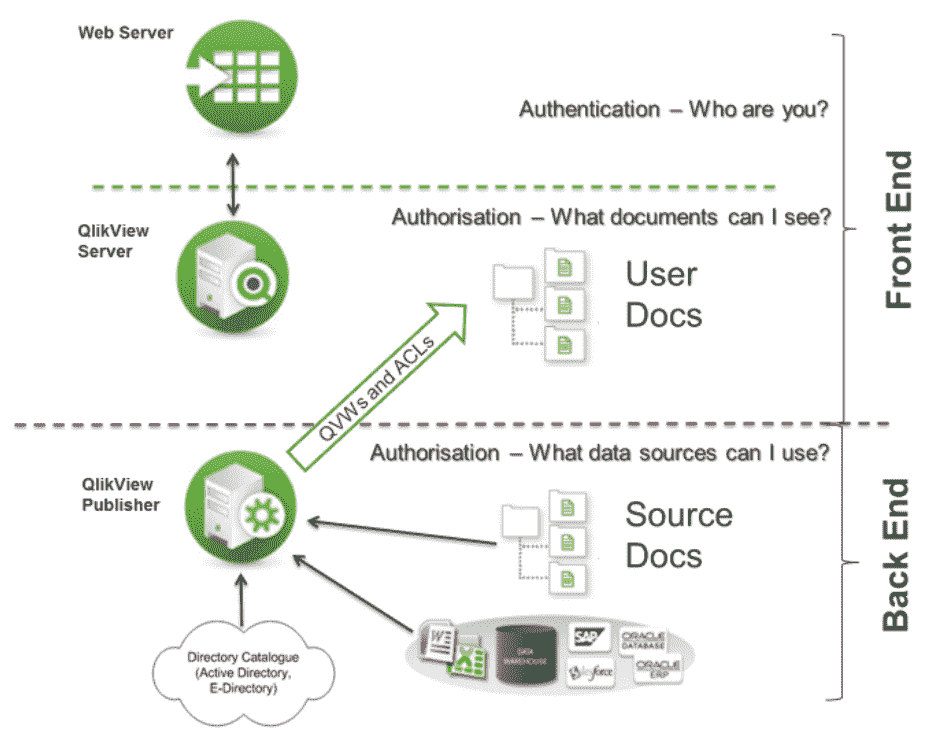 Web Server
Authentication – Who are you?
Front End
QlikView
Server
Authorisation – What documents can I see?
User
Docs
QVWs and ACLs
Authorisation – What data sources can I use?
QlikView
Publisher
Source
Docs
Back End
Directory Catalogue
(Active Directory,
E-Directory)
W
X
DATA
WAREHOUSE
SAP
ORACLE
DATABASE
ORACLE
ERP